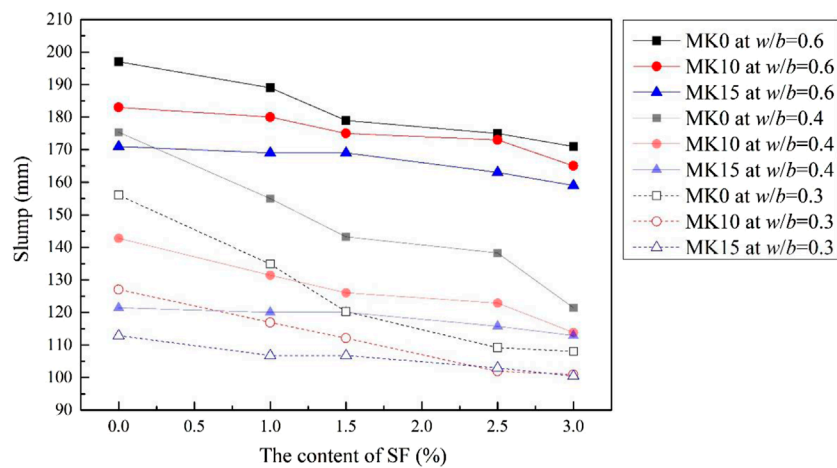 210
200
190
180
170
160
150
140
130
120
110
100
90
Slump (mm)
0.0 0.5 1.0 1.5 2.0 2.5 3.0
The content of SF (%)
MK0 at w/b=0.6
MK10 at w/b=0.6
MK15 at w/b=0.6
MK0 at w/b=0.4
MK10 at w/b=0.4
MK15 at w/b=0.4
MK0 at w/b=0.3
MK10 at w/b=0.3
MK15 at w/b=0.3